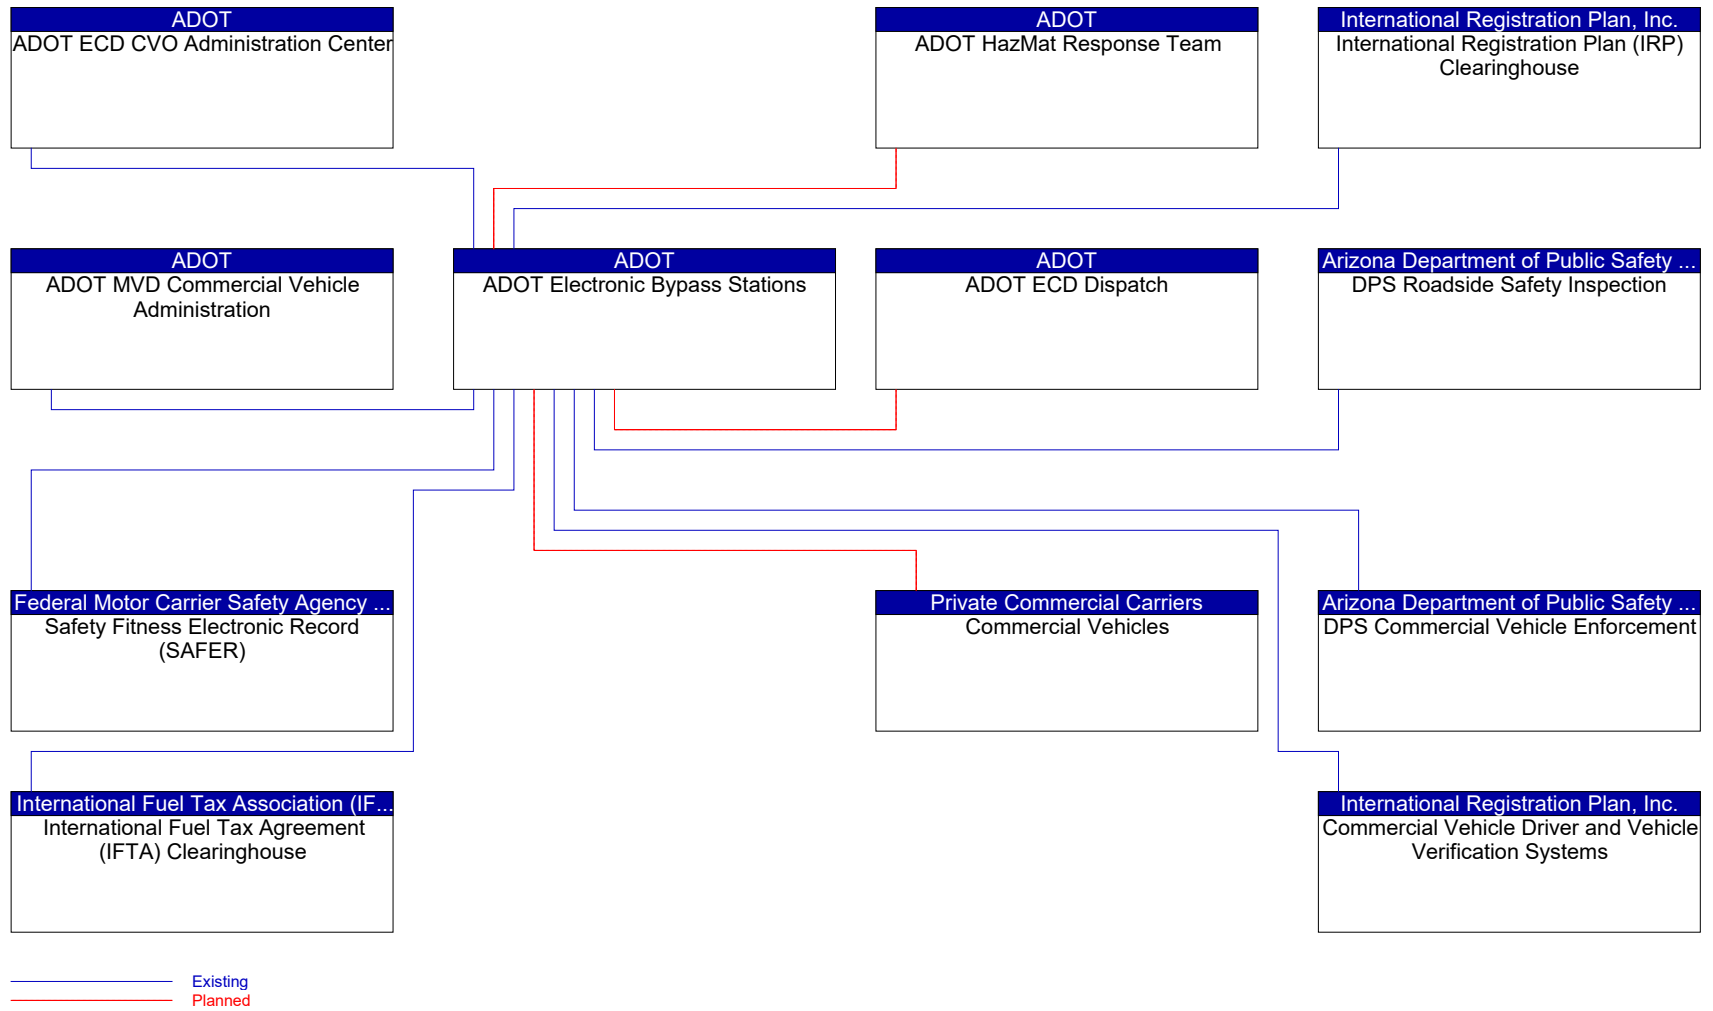 ADOT
ADOT ECD CVO Administration Center
ADOT
ADOT HazMat Response Team
International Registration Plan, Inc.
International Registration Plan (IRP)
Clearinghouse
ADOT
ADOT MVD Commercial Vehicle
Administration
ADOT
ADOT Electronic Bypass Stations
ADOT
ADOT ECD Dispatch
Arizona Department of Public Safety ...
DPS Roadside Safety Inspection
Federal Motor Carrier Safety Agency ...
Safety Fitness Electronic Record
(SAFER)
Private Commercial Carriers
Commercial Vehicles
Arizona Department of Public Safety ...
DPS Commercial Vehicle Enforcement
International Fuel Tax Association (IF...
International Fuel Tax Agreement
(IFTA) Clearinghouse
International Registration Plan, Inc.
Commercial Vehicle Driver and Vehicle
Verification Systems
Existing
Planned